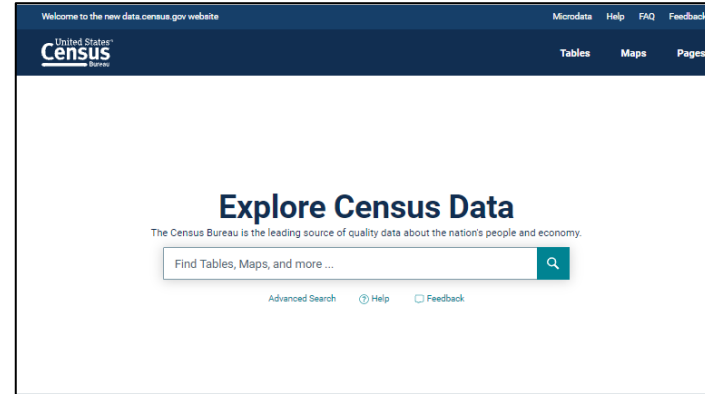 Welcome to the new data.census.gov website
Microdata Help FAQ Feedback
United States®
Census
Bureau
Tables Maps Pages
Explore Census Data
The Census Bureau is the leading source of quality data about the nation's people and economy.
Find Tables, Maps, and more ...
Advanced Search Help Feedback